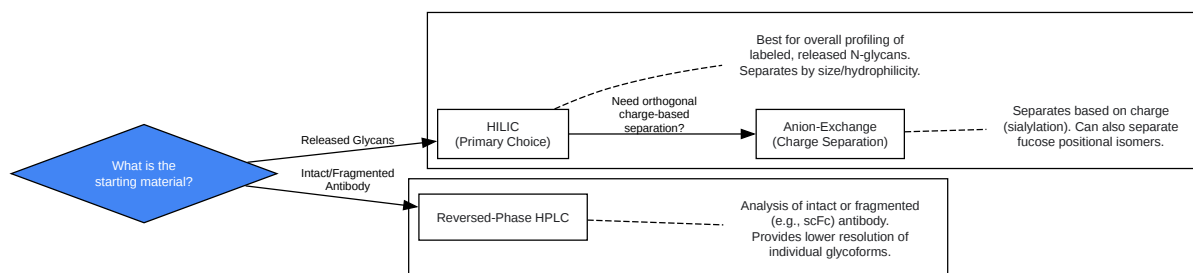 What is the
starting material?
Released Glycans
Intact/Fragmented
Antibody
HILIC
(Primary Choice)
Best for overall profiling of
labeled, released N-glycans.
Separates by size/hydrophilicity.
Need orthogonal
charge-based
separation?
Anion-Exchange
(Charge Separation)
Separates based on charge
(sialylation). Can also separate
fucose positional isomers.
Reversed-Phase HPLC
Analysis of intact or fragmented
(e.g., scFc) antibody.
Provides lower resolution of
individual glycoforms.